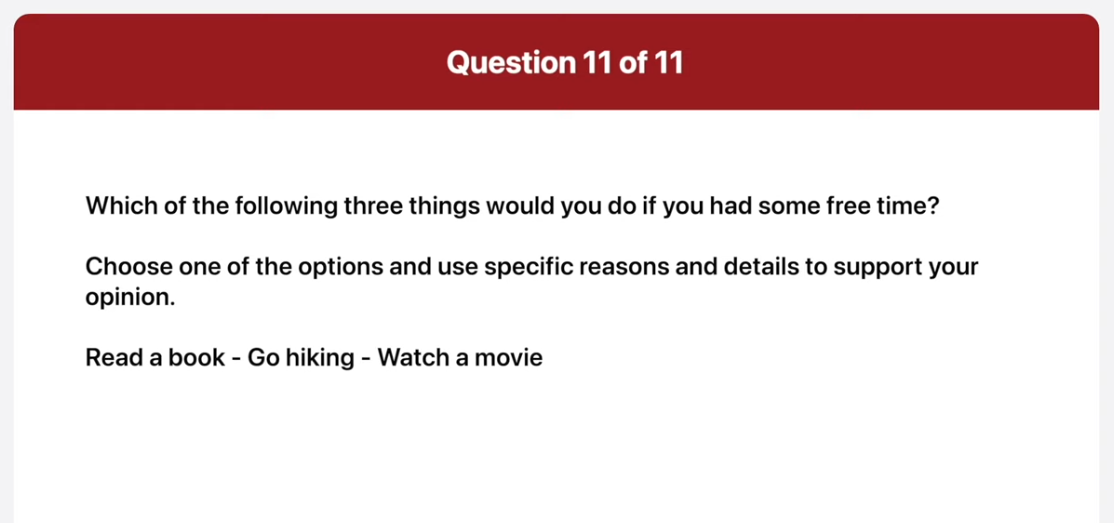 Question 11 of 11
Which of the following three things would you do if you had some free time?
Choose one of the options and use specific reasons and details to support your
opinion.
Read a book - Go hiking - Watch a movie